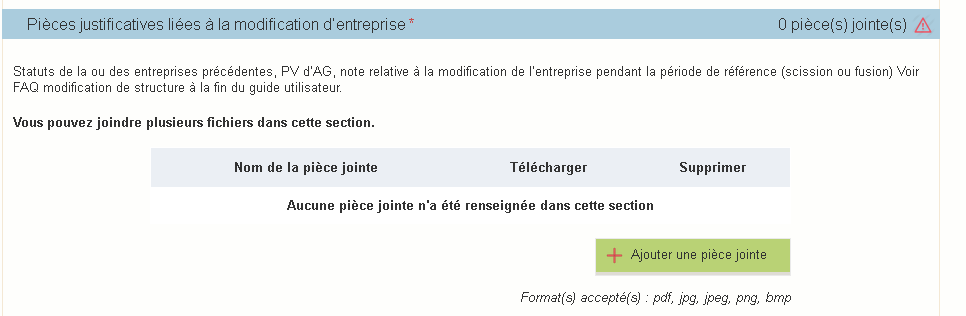 Pièces justificatives liées à la modification d'entreprise * 0 pièce(s) jointe(s)
Statuts de la ou des entreprises précédentes, PV d'AG, note relative à la modification de l'entreprise pendant la période de référence (scission ou fusion) Voir
FAQ modification de structure à la fin du guide utilisateur.
Vous pouvez joindre plusieurs fichiers dans cette section.
Nom de la pièce jointe Télécharger Supprimer
Aucune pièce jointe n'a été renseignée dans cette section
Ajouter une pièce jointe
Format(s) accepté(s) : pdf, jpg, jpeg, png, bmp